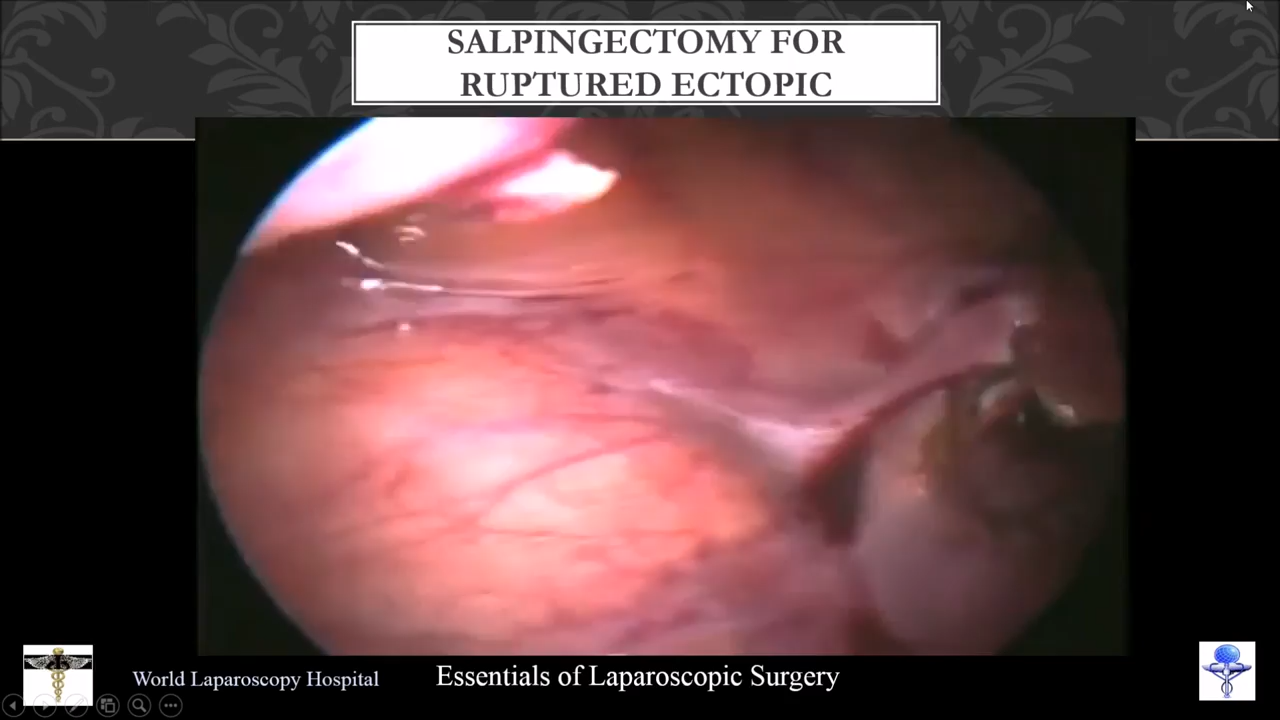 SALPINGECTOMY FOR
RUPTURED ECTOPIC
World Laparoscopy Hospital
Essentials of Laparoscopic Surgery